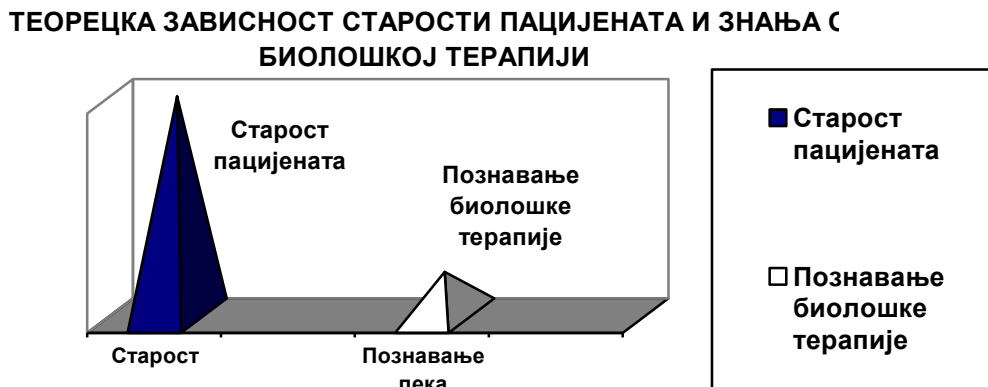 ТЕОРЕЦКА ЗАВИСНОСТ СТАРОСТИ ПАЦИЈЕНАТА И ЗНАЊА
БИОЛОШКОЈ ТЕРАПИЈИ
Старост
пацијената
Познавање
биолошке
терапије
Старост
Познавање
Старост
пацијената
Познавање
биолошке
терапије